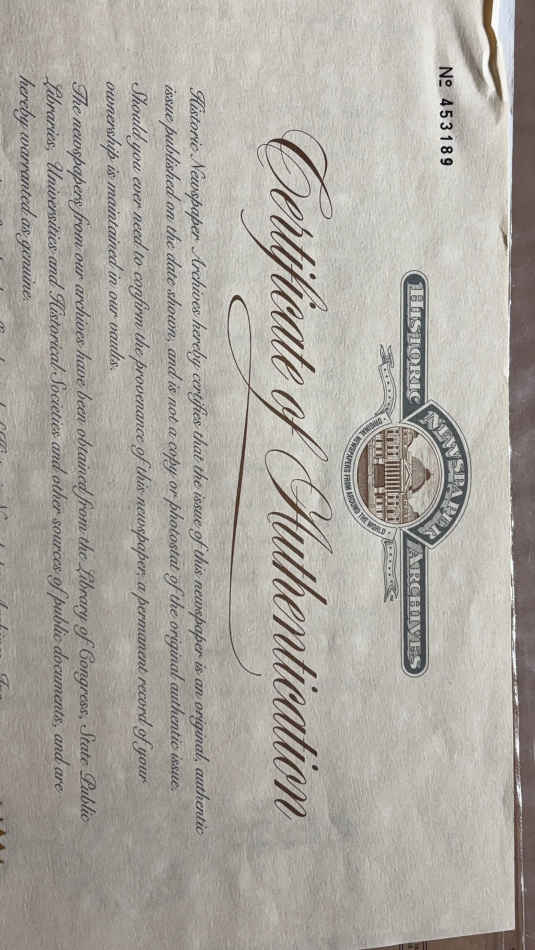 Nº 453189
HISTORIC NEWSPAPER ARCHIVES
ORIGINAL NEWSPAPERS FROM AROUND THE WORLD
Certificate of Authentication
Historic Newspaper Archives hereby certifies that the issue of this newspaper is an original, authentic
issue published on the date shown, and is not a copy or photostat of the original authentic issue.
Should you ever need to confirm the provenance of this newspaper, a permanent record of your
ownership is maintained in our vaults.
The newspapers from our archives have been obtained from the Library of Congress, State Public
Libraries, Universities and Historical Societies and other sources of public documents, and are
hereby warranted as genuine.